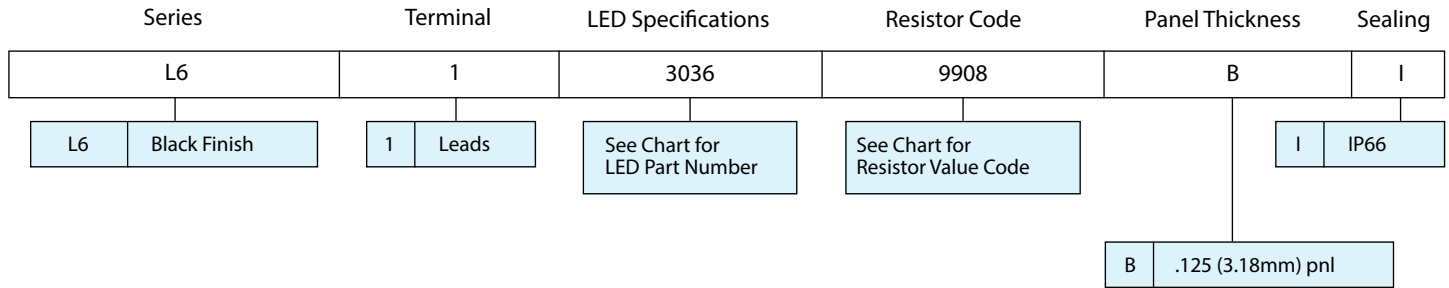 Series Terminal LED Specifications Resistor Code Panel Thickness Sealing
L6 1 3036 9908 B I
L6 Black Finish
1 Leads
See Chart for
LED Part Number
See Chart for
Resistor Value Code
I IP66
B .125 (3.18mm) pnl